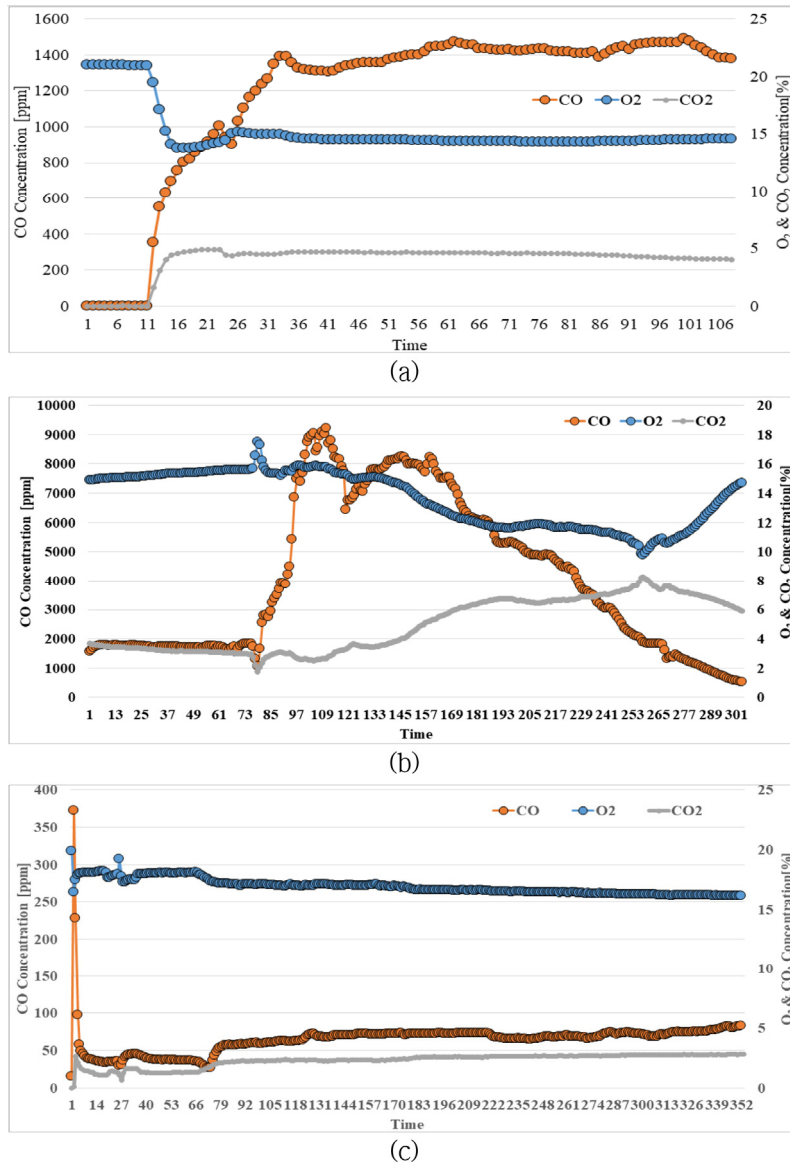 1600
1400
1200
1000
800
600
400
200
0
CO Concentration [ppm]
25
20
15
10
5
0
O₂ & CO₂ Concentration[%]
CO O2 CO2
1 6 11 16 21 26 31 36 41 46 51 56 61 66 71 76 81 86 91 96 101 106
Time
(a)
10000
9000
8000
7000
6000
5000
4000
3000
2000
1000
0
CO Concentration [ppm]
20
18
16
14
12
10
8
6
4
2
0
O₂ & CO₂ Concentration[%]
CO O2 CO2
1 13 25 37 49 61 73 85 97 109 121 133 145 157 169 181 193 205 217 229 241 253 265 277 289 301
Time
(b)
400
350
300
250
200
150
100
50
0
CO Concentration [ppm]
25
20
15
10
5
0
O₂ & CO₂ Concentration[%]
CO O2 CO2
1 14 27 40 53 66 79 92 105 118 131 144 157 170 183 196 209 222 235 248 261 274 287 300 313 326 339 352
Time
(c)